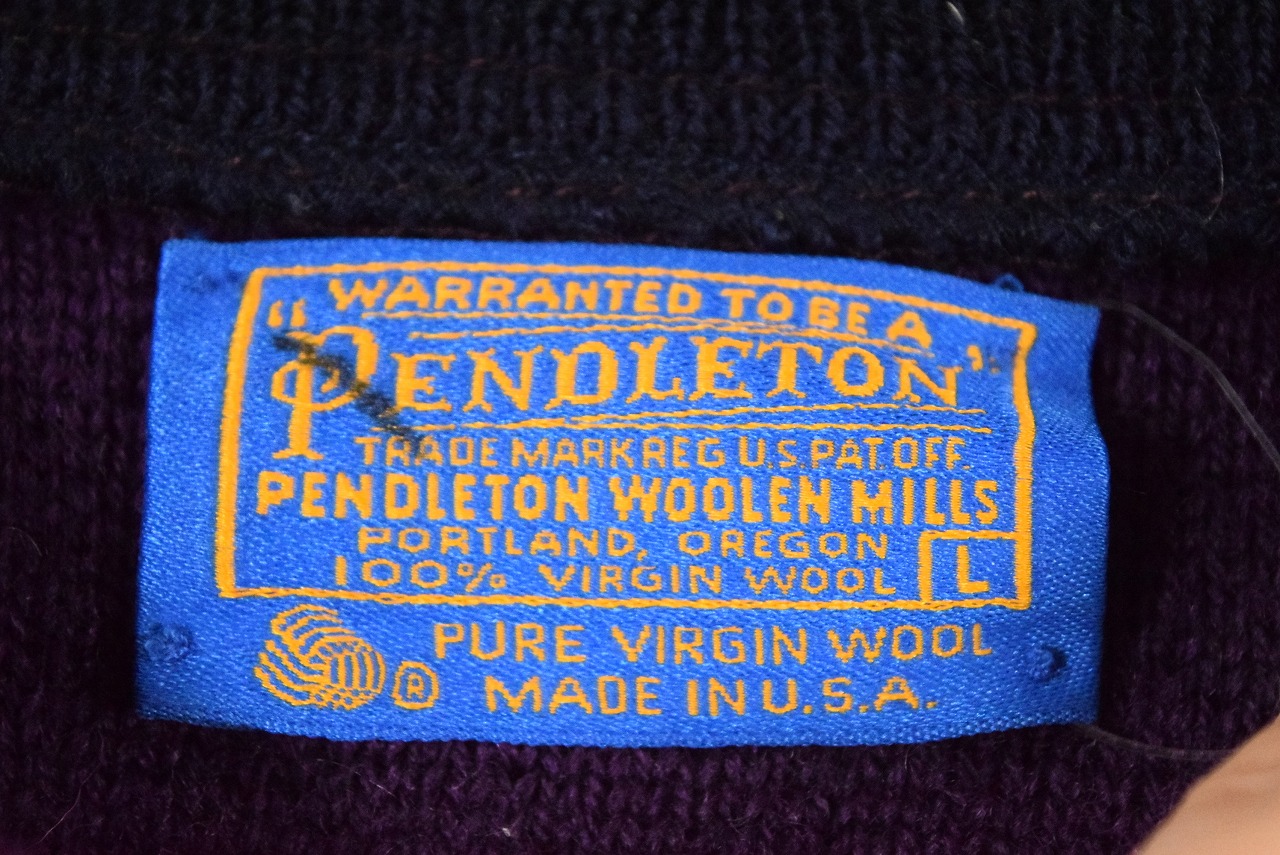 WARRANTED TO BE A
"PENDLETON"
TRADE MARK REG U.S. PAT. OFF.
PENDLETON WOOLEN MILLS
PORTLAND, OREGON
100% VIRGIN WOOL L
PURE VIRGIN WOOL
® MADE IN U.S.A.